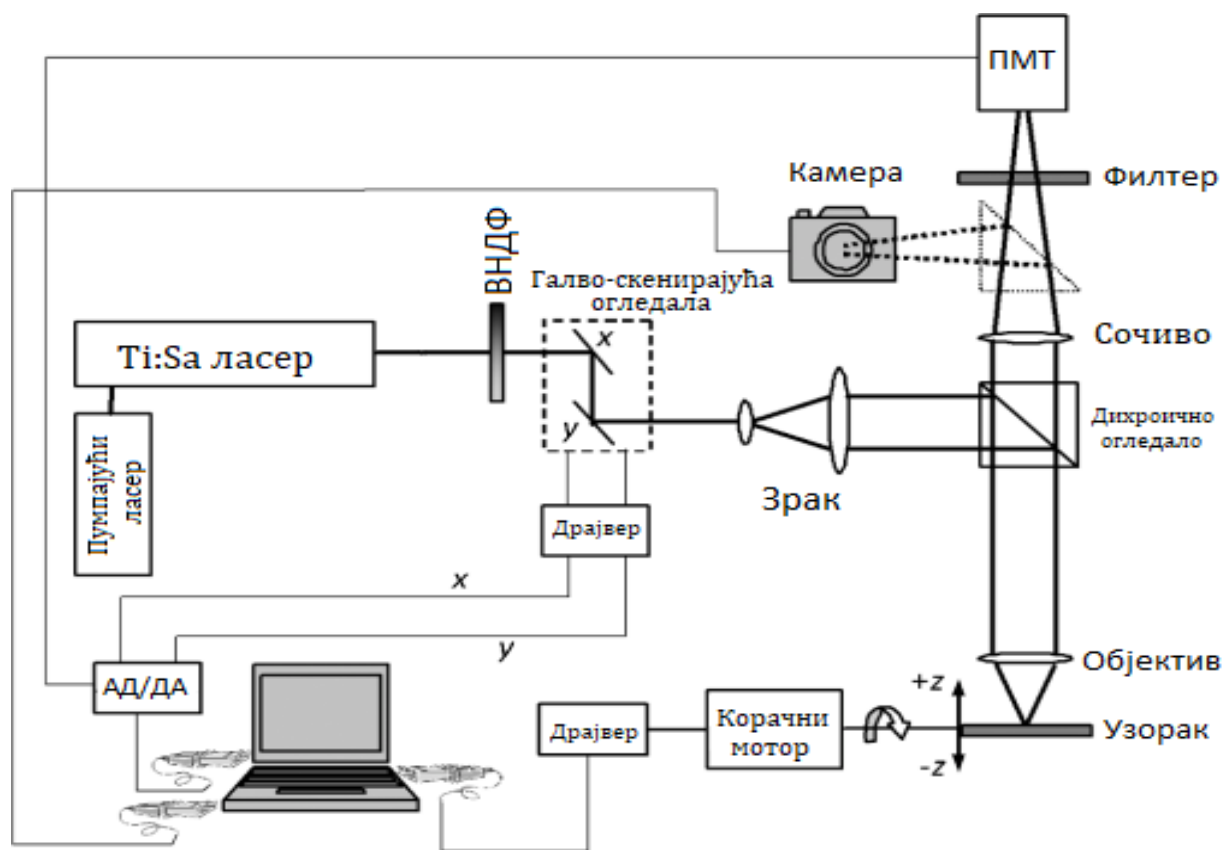 ПМТ
Филтер
Камера
ВНДФ
Галво-скенирајућа
огледала
x
y
Ti:Sa ласер
Сочиво
Дихроично
огледало
Пумпајући
ласер
Зрак
Драјвер
x
y
АД/ДА
Објектив
+z
Драјвер
Корачни
мотор
Узорак
-z